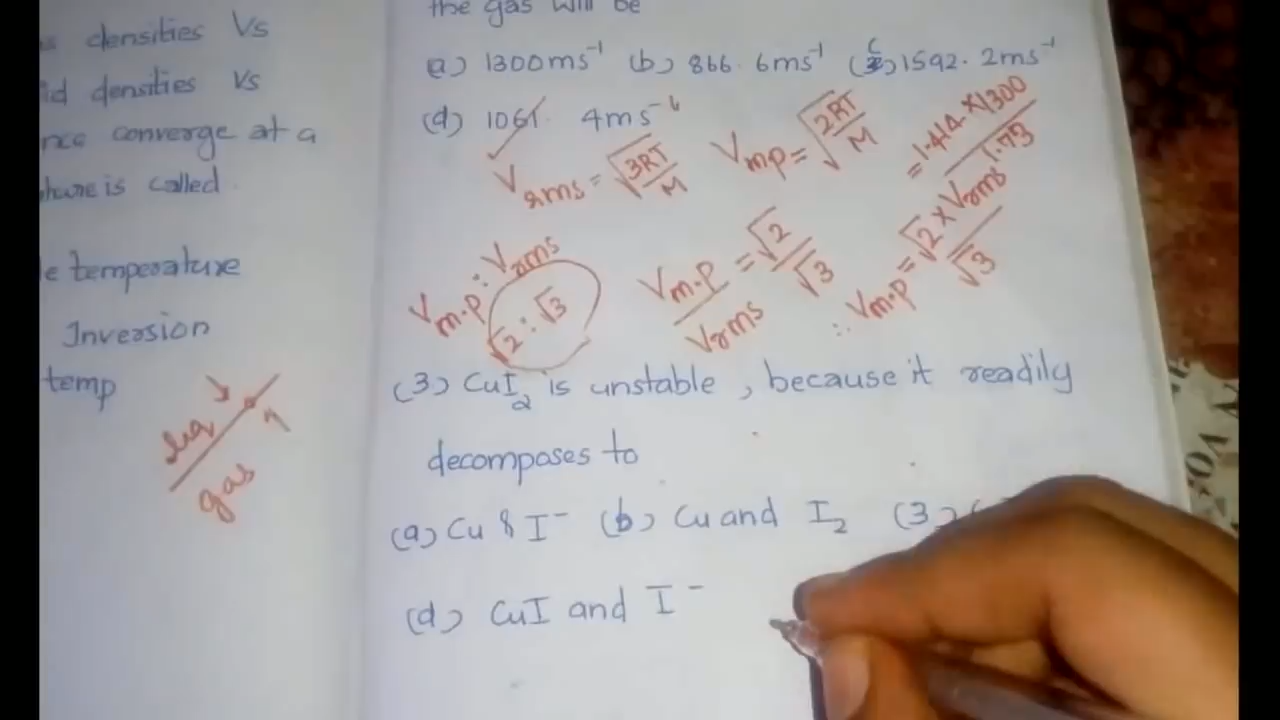 densities Vs
id densities Vs
nce converge at a
is called
e temperature
Inversion
temp
liq
gas
the gas will be
(a) 1300ms⁻¹ (b) 866.6ms⁻¹ (c) 1592.2ms⁻¹
(d) 1061.4ms⁻¹
Vrms = √3RT/M
Vmp = √2RT/M
= 1.414 × 1300 / 1.73
Vm.p : Vrms
√2 : √3
Vm.p / Vrms = √2 / √3
∴ Vm.p = √2 × Vrms / √3
(3) CuI₂ is unstable, because it readily
decomposes to
(a) Cu & I⁻ (b) Cu and I₂ (3)
(d) CuI and I⁻